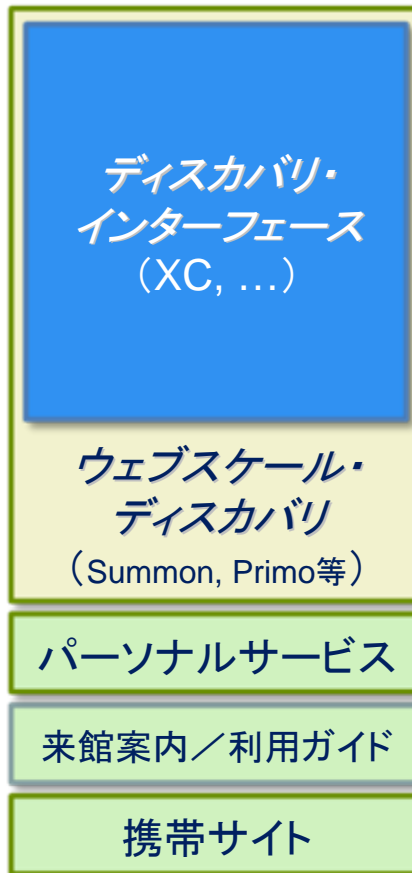 ディスカバリ・
インターフェース
（XC, …）
ウェブスケール・
ディスカバリ
（Summon, Primo等）
パーソナルサービス
来館案内／利用ガイド
携帯サイト